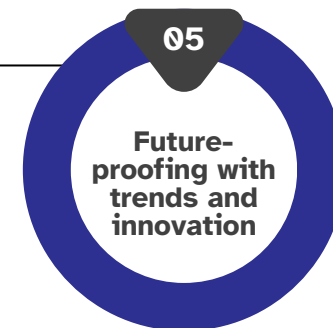 05
Future-
proofing with
trends and
innovation